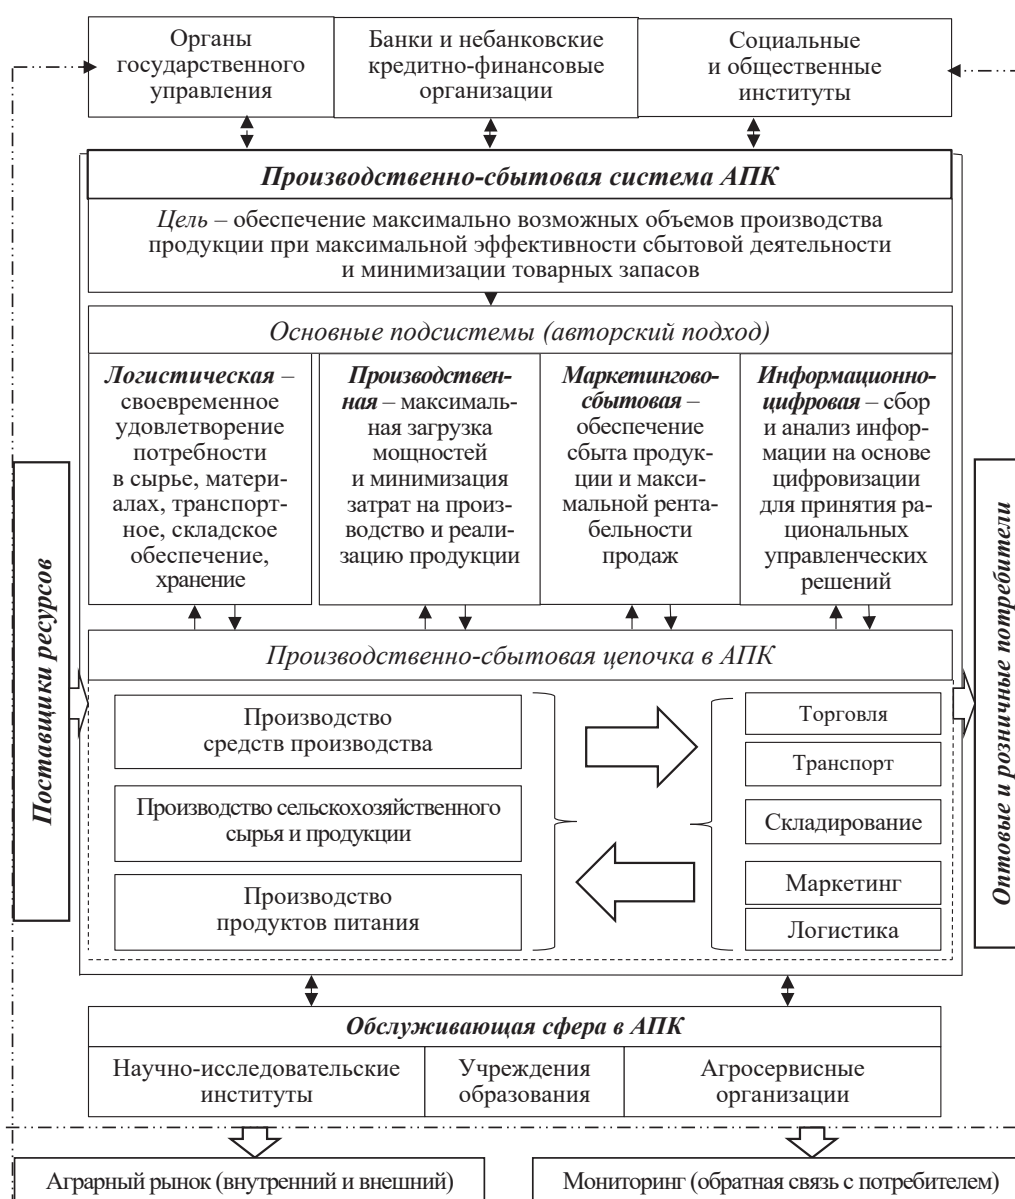 Органы
государственного
управления
Банки и небанковские
кредитно-финансовые
организации
Социальные
и общественные
институты
Производственно-сбытовая система АПК
Цель – обеспечение максимально возможных объемов производства
продукции при максимальной эффективности сбытовой деятельности
и минимизации товарных запасов
Основные подсистемы (авторский подход)
Логистическая –
своевременное
удовлетворение
потребности
в сырье, матери-
алах, транспорт-
ное, складское
обеспечение,
хранение
Производствен-
ная – максималь-
ная загрузка
мощностей
и минимизация
затрат на произ-
водство и реали-
зацию продукции
Маркетингово-
сбытовая –
обеспечение
сбыта продук-
ции и макси-
мальной рента-
бельности
продаж
Информационно-
цифровая – сбор
и анализ инфор-
мации на основе
цифровизации
для принятия ра-
циональных
управленческих
решений
Поставщики ресурсов
Производственно-сбытовая цепочка в АПК
Производство
средств производства
Производство сельскохозяйственного
сырья и продукции
Производство
продуктов питания
Торговля
Транспорт
Складирование
Маркетинг
Логистика
Оптовые и розничные потребители
Обслуживающая сфера в АПК
Научно-исследовательские
институты
Учреждения
образования
Агросервисные
организации
Аграрный рынок (внутренний и внешний)
Мониторинг (обратная связь с потребителем)